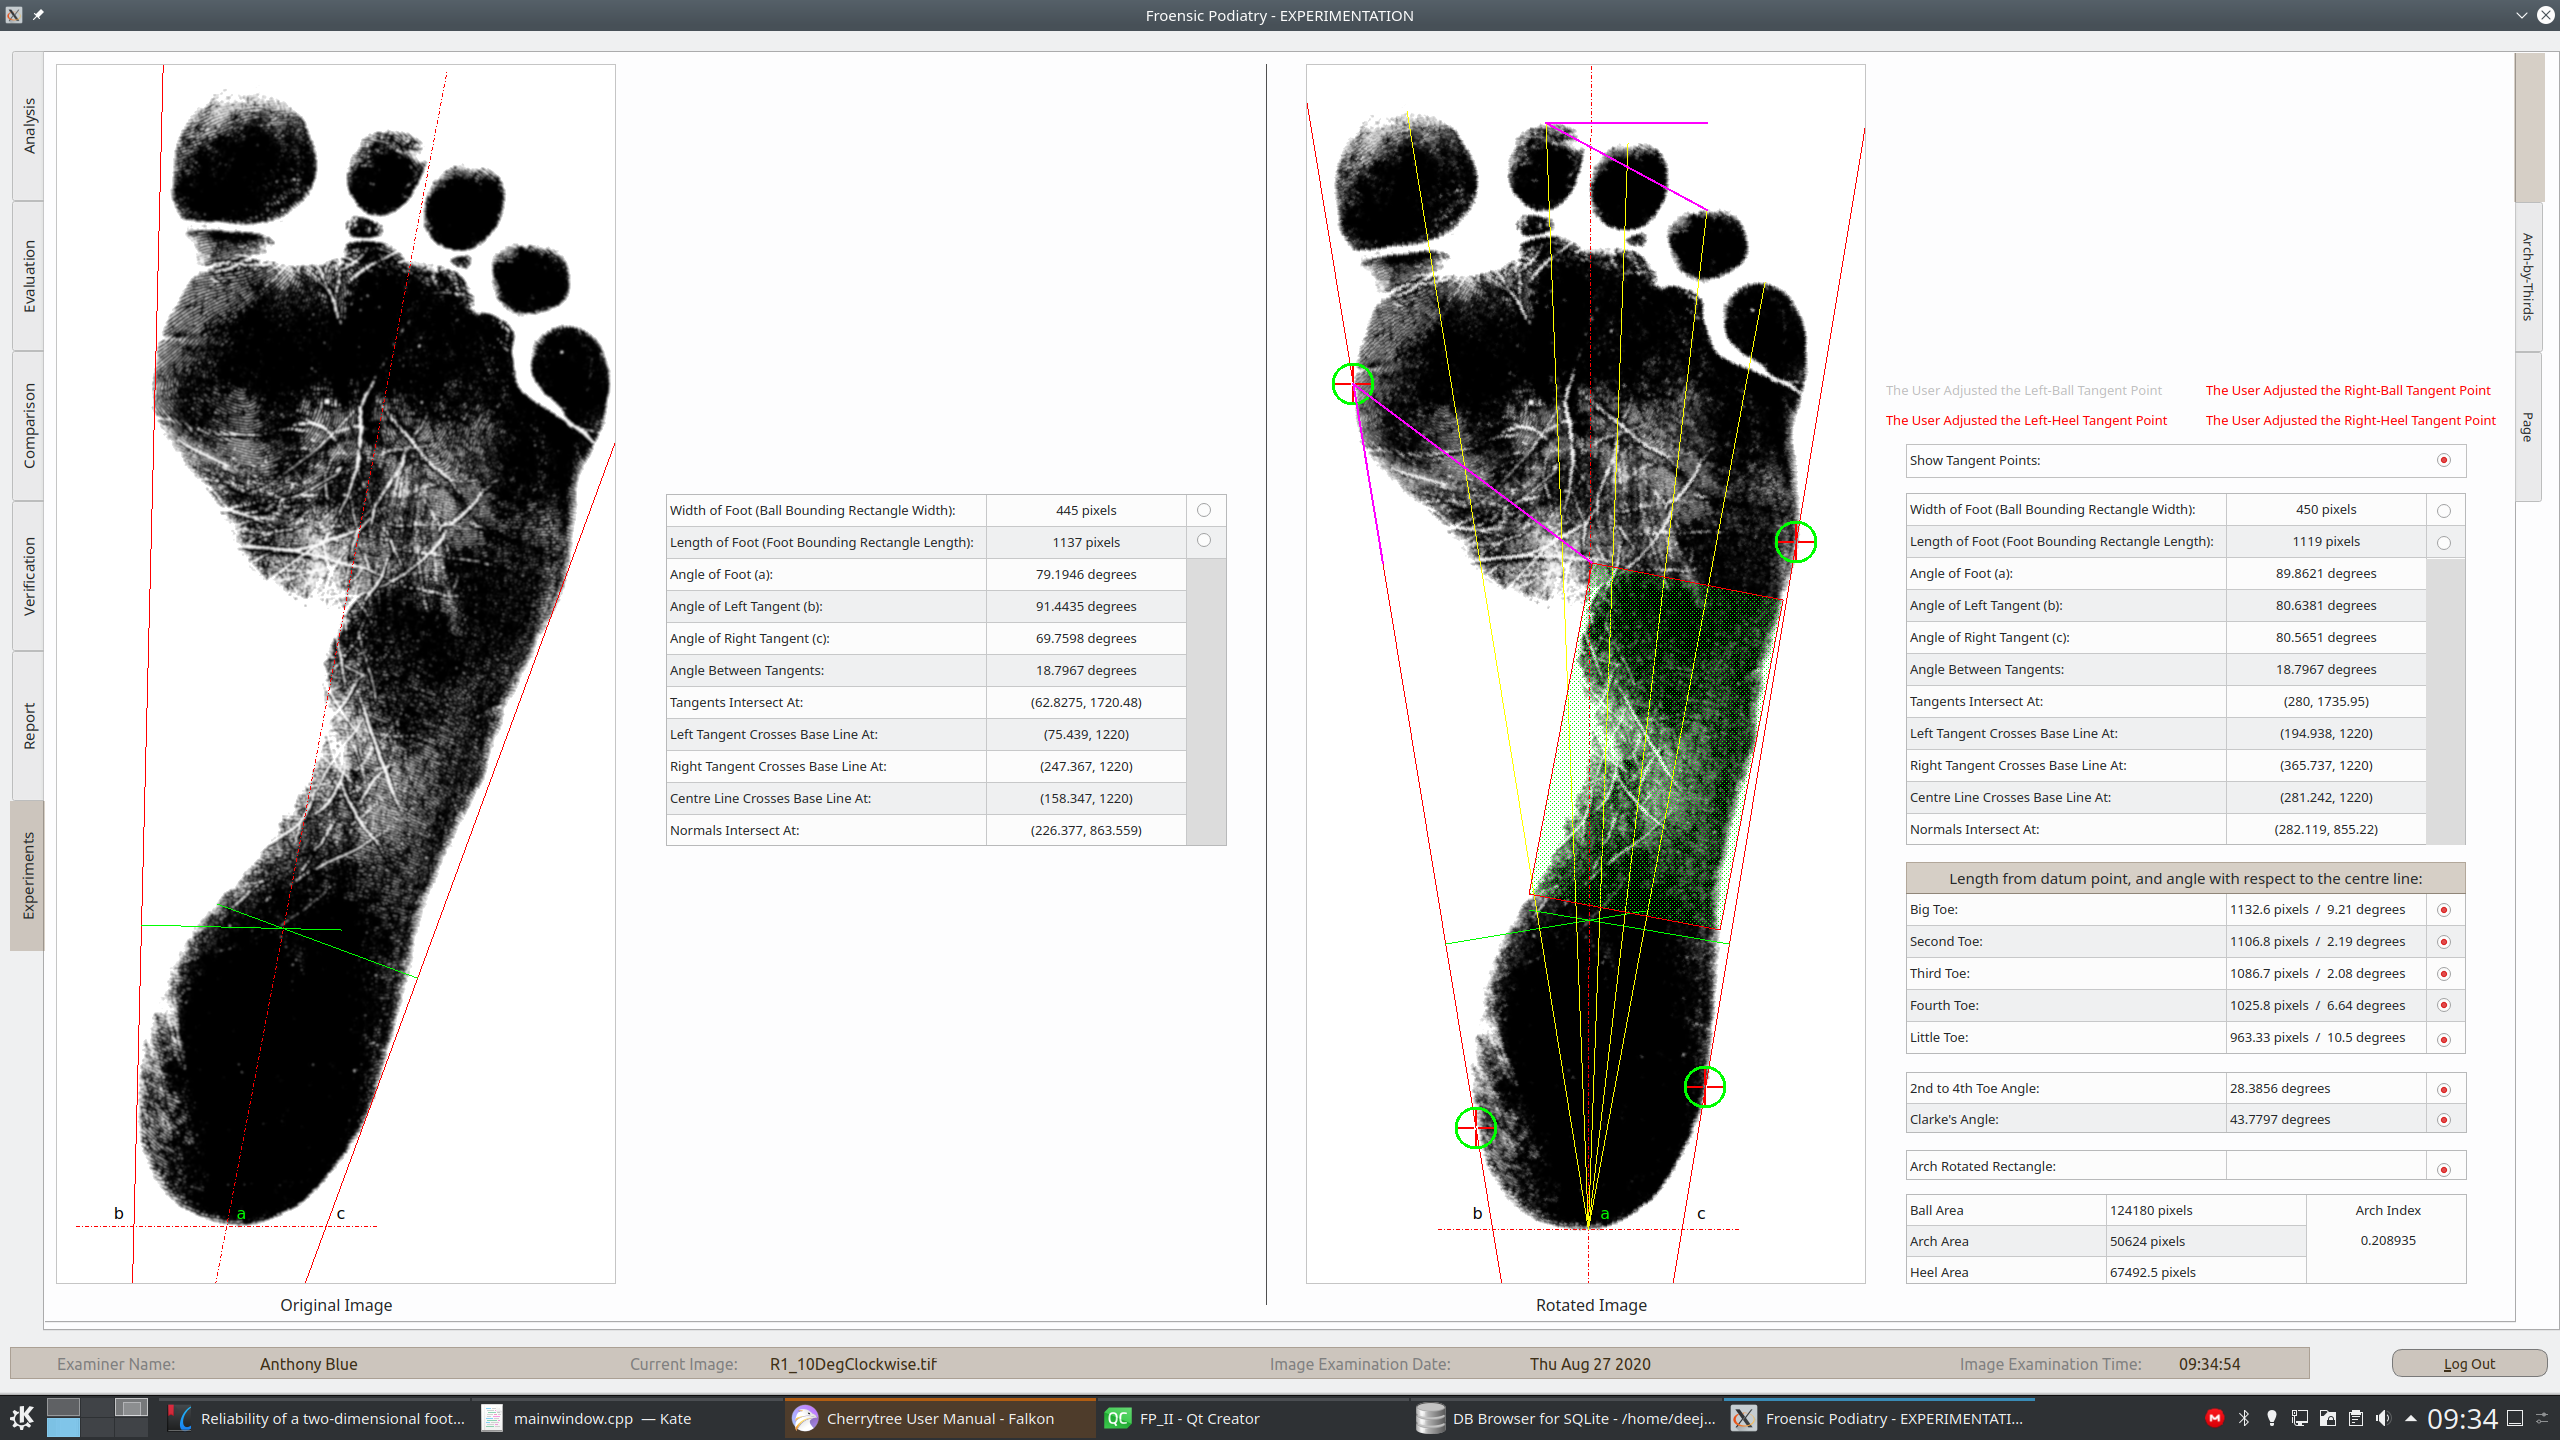 Froensic Podiatry - EXPERIMENTATION
Analysis
Evaluation
Comparison
Verification
Report
Experiments
b
a
c
Original Image
Width of Foot (Ball Bounding Rectangle Width): 445 pixels
Length of Foot (Foot Bounding Rectangle Length): 1137 pixels
Angle of Foot (a): 79.1946 degrees
Angle of Left Tangent (b): 91.4435 degrees
Angle of Right Tangent (c): 69.7598 degrees
Angle Between Tangents: 18.7967 degrees
Tangents Intersect At: (62.8275, 1720.48)
Left Tangent Crosses Base Line At: (75.439, 1220)
Right Tangent Crosses Base Line At: (247.367, 1220)
Centre Line Crosses Base Line At: (158.347, 1220)
Normals Intersect At: (226.377, 863.559)
b
a
c
Rotated Image
The User Adjusted the Left-Ball Tangent Point The User Adjusted the Right-Ball Tangent Point
The User Adjusted the Left-Heel Tangent Point The User Adjusted the Right-Heel Tangent Point
Show Tangent Points:
Width of Foot (Ball Bounding Rectangle Width): 450 pixels
Length of Foot (Foot Bounding Rectangle Length): 1119 pixels
Angle of Foot (a): 89.8621 degrees
Angle of Left Tangent (b): 80.6381 degrees
Angle of Right Tangent (c): 80.5651 degrees
Angle Between Tangents: 18.7967 degrees
Tangents Intersect At: (280, 1735.95)
Left Tangent Crosses Base Line At: (194.938, 1220)
Right Tangent Crosses Base Line At: (365.737, 1220)
Centre Line Crosses Base Line At: (281.242, 1220)
Normals Intersect At: (282.119, 855.22)
Length from datum point, and angle with respect to the centre line:
Big Toe: 1132.6 pixels / 9.21 degrees
Second Toe: 1106.8 pixels / 2.19 degrees
Third Toe: 1086.7 pixels / 2.08 degrees
Fourth Toe: 1025.8 pixels / 6.64 degrees
Little Toe: 963.33 pixels / 10.5 degrees
2nd to 4th Toe Angle: 28.3856 degrees
Clarke's Angle: 43.7797 degrees
Arch Rotated Rectangle:
Ball Area 124180 pixels Arch Index
Arch Area 50624 pixels 0.208935
Heel Area 67492.5 pixels
Arch-by-Thirds
Page
Examiner Name: Anthony Blue Current Image: R1_10DegClockwise.tif Image Examination Date: Thu Aug 27 2020 Image Examination Time: 09:34:54 Log Out
Reliability of a two-dimensional foot... mainwindow.cpp — Kate Cherrytree User Manual - Falkon QC FP_II - Qt Creator DB Browser for SQLite - /home/deej... Froensic Podiatry - EXPERIMENTATI... 09:34